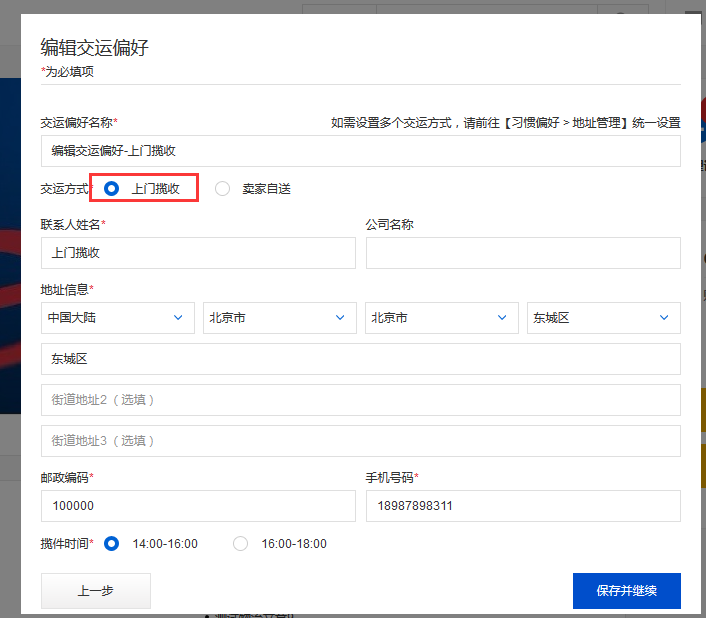 编辑交运偏好
*为必填项
交运偏好名称* 如需设置多个交运方式，请前往【习惯偏好 > 地址管理】统一设置
编辑交运偏好-上门揽收
交运方式* 上门揽收 卖家自送
联系人姓名* 公司名称
上门揽收
地址信息*
中国大陆 北京市 北京市 东城区
东城区
街道地址2（选填）
街道地址3（选填）
邮政编码* 手机号码*
100000 18987898311
揽件时间* 14:00-16:00 16:00-18:00
上一步 保存并继续